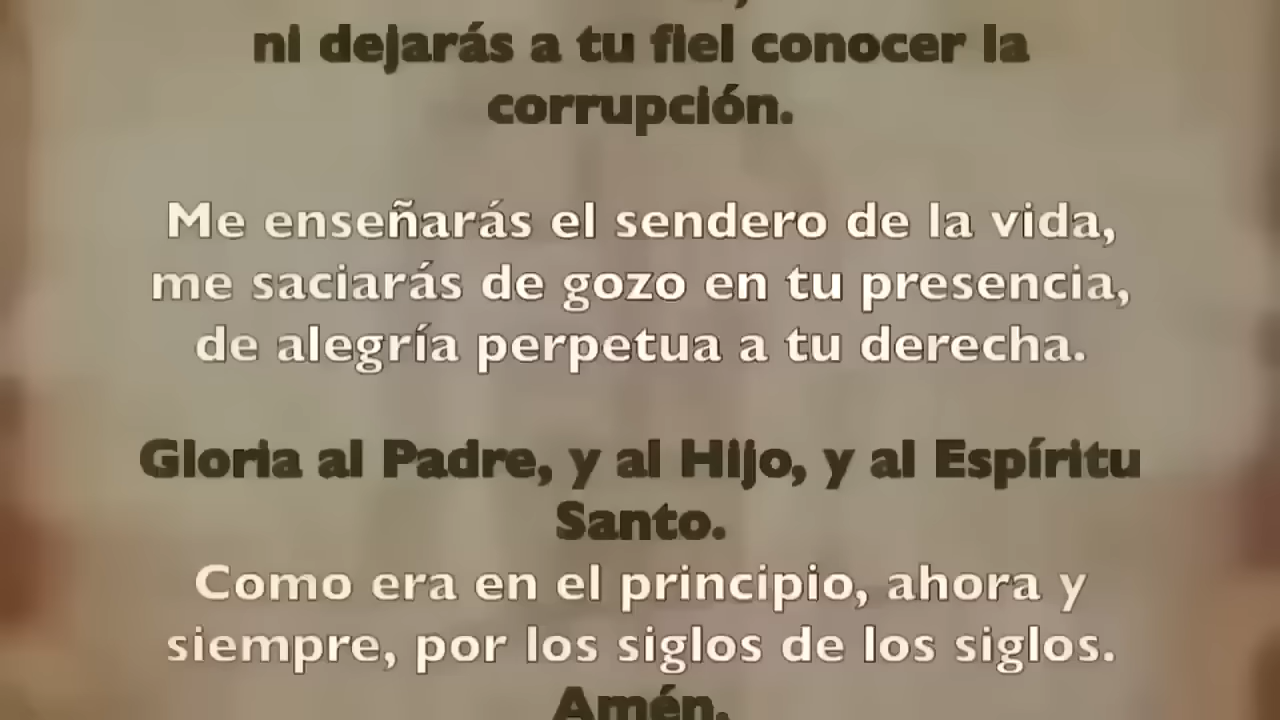 ni dejarás a tu fiel conocer la
corrupción.
Me enseñarás el sendero de la vida,
me saciarás de gozo en tu presencia,
de alegría perpetua a tu derecha.
Gloria al Padre, y al Hijo, y al Espíritu
Santo.
Como era en el principio, ahora y
siempre, por los siglos de los siglos.
Amén.